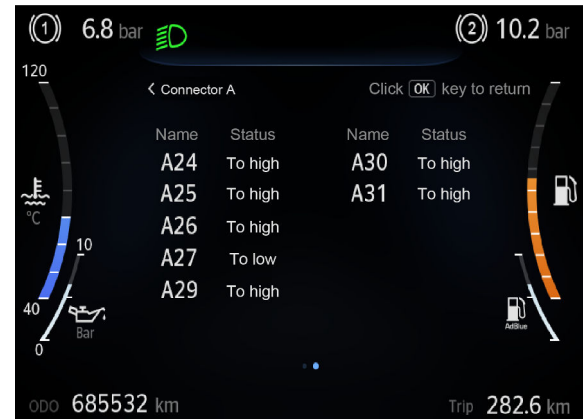 (1) 6.8 bar
(2) 10.2 bar
120
Connector A
Click OK key to return
Name Status Name Status
A24 To high A30 To high
A25 To high A31 To high
A26 To high
A27 To low
A29 To high
°C
10
40
Bar
0
AdBlue
ODO 685532 km
Trip 282.6 km